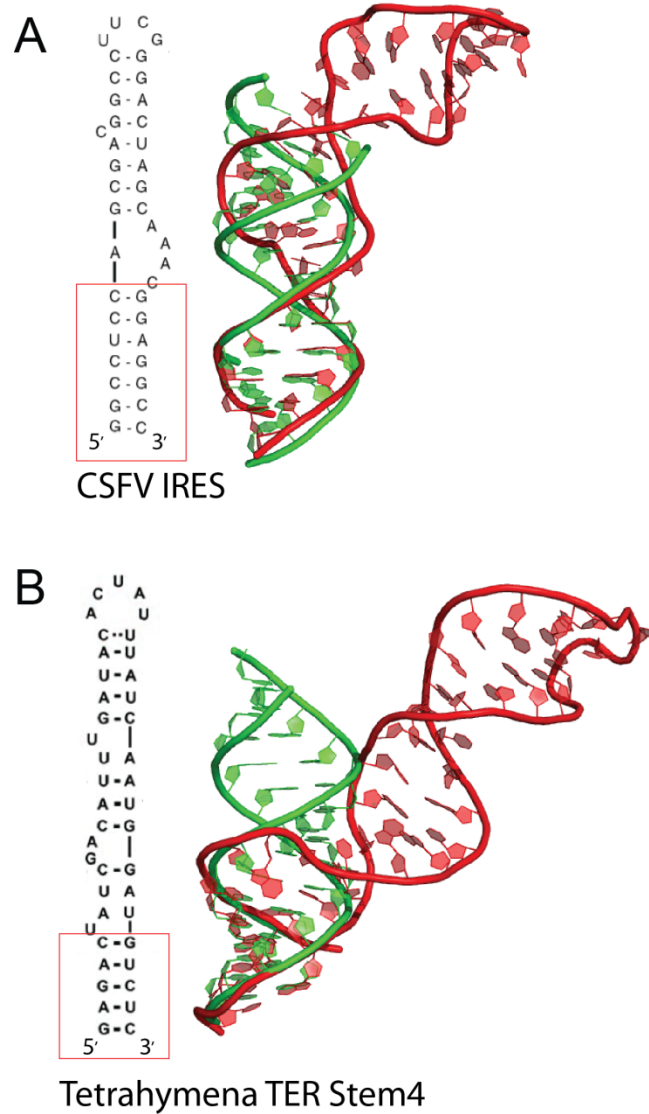 A
U C
U G
C - G
C - G
G - A
G - C
C
A - U
G - A
C - G
G - C
A
A
A A
C
C - G
C - G
U - A
C - G
C - G
G - C
G - C
5′ 3′
CSFV IRES
B
U
C A
A U
C U
A - U
U - A
A - U
G - C
U
U - A
U - A
A - U
C - G
A
G
C - G
U - A
A - U
U
C - G
A - U
G - C
A - U
G - C
5′ 3′
Tetrahymena TER Stem4